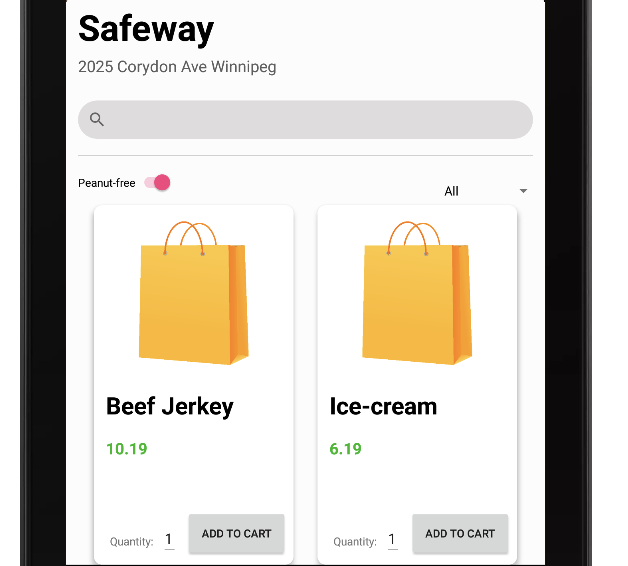 Safeway
2025 Corydon Ave Winnipeg
Peanut-free
All
Beef Jerkey
10.19
Quantity: 1 ADD TO CART
Ice-cream
6.19
Quantity: 1 ADD TO CART